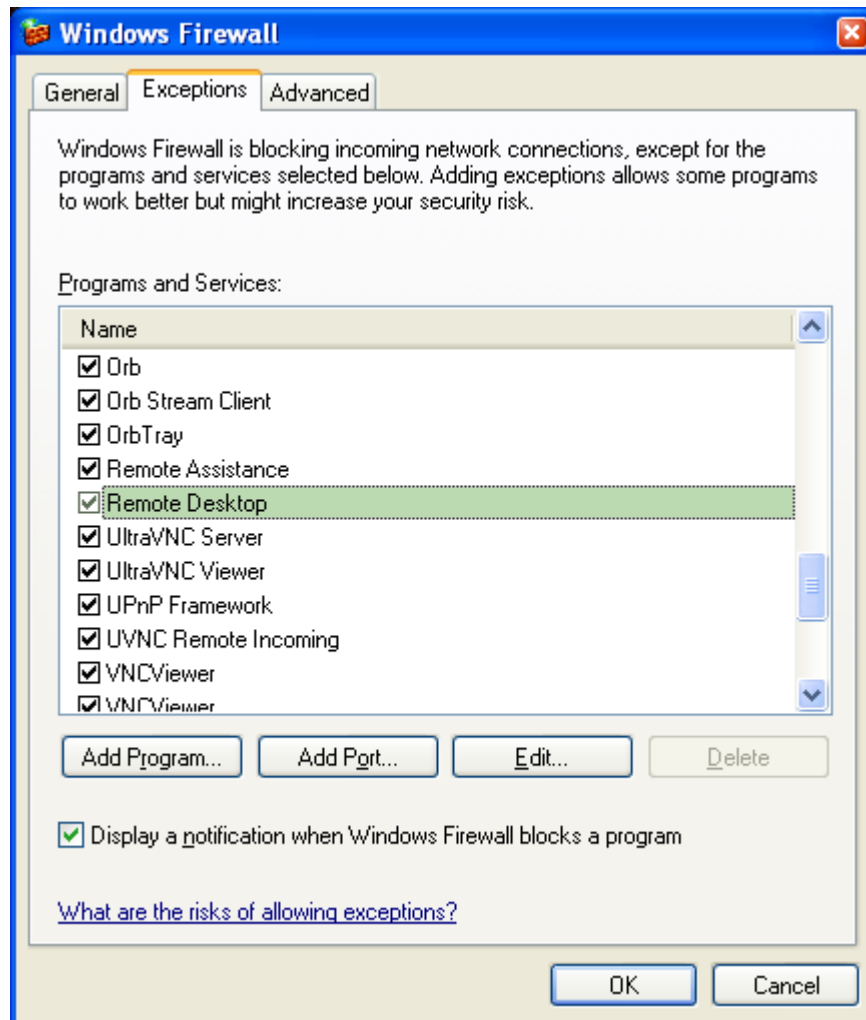 Windows Firewall
General Exceptions Advanced
Windows Firewall is blocking incoming network connections, except for the
programs and services selected below. Adding exceptions allows some programs
to work better but might increase your security risk.
Programs and Services:
Name
Orb
Orb Stream Client
OrbTray
Remote Assistance
Remote Desktop
UltraVNC Server
UltraVNC Viewer
UPnP Framework
UVNC Remote Incoming
VNCViewer
VNCViewer
Add Program... Add Port... Edit... Delete
Display a notification when Windows Firewall blocks a program
What are the risks of allowing exceptions?
OK Cancel